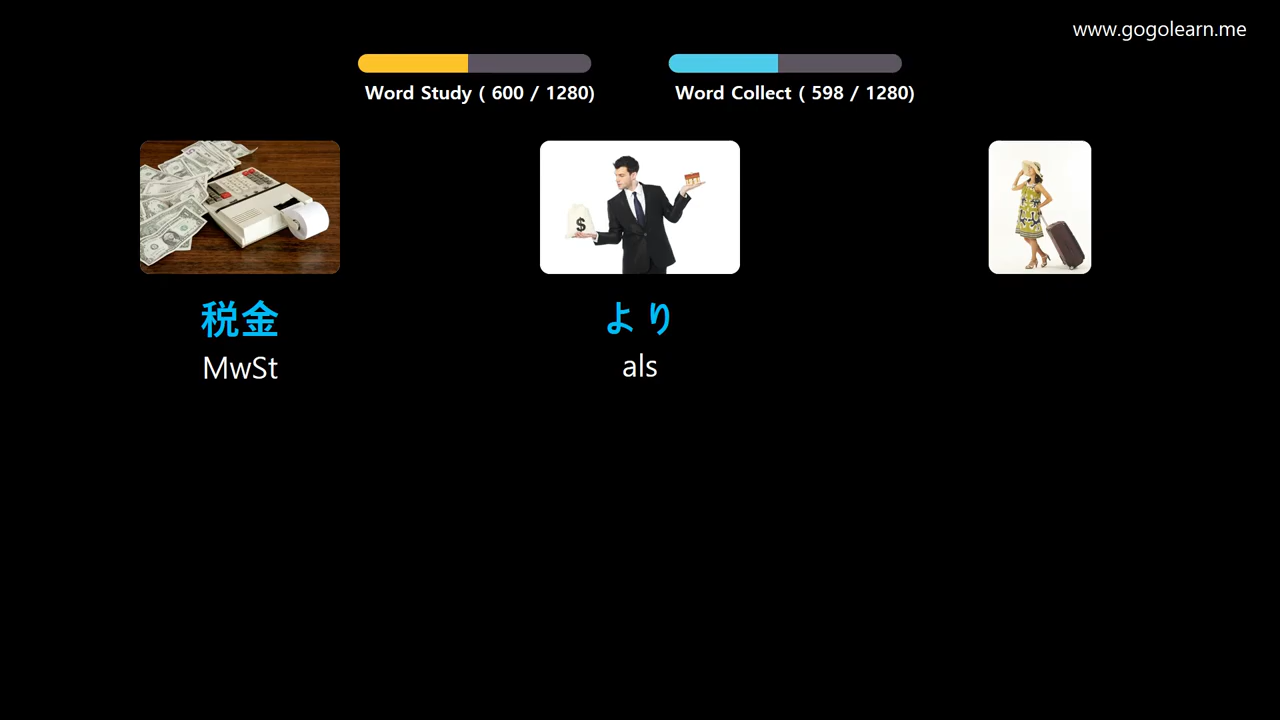 www.gogolearn.me
Word Study ( 600 / 1280)
Word Collect ( 598 / 1280)
税金
MwSt
より
als
$